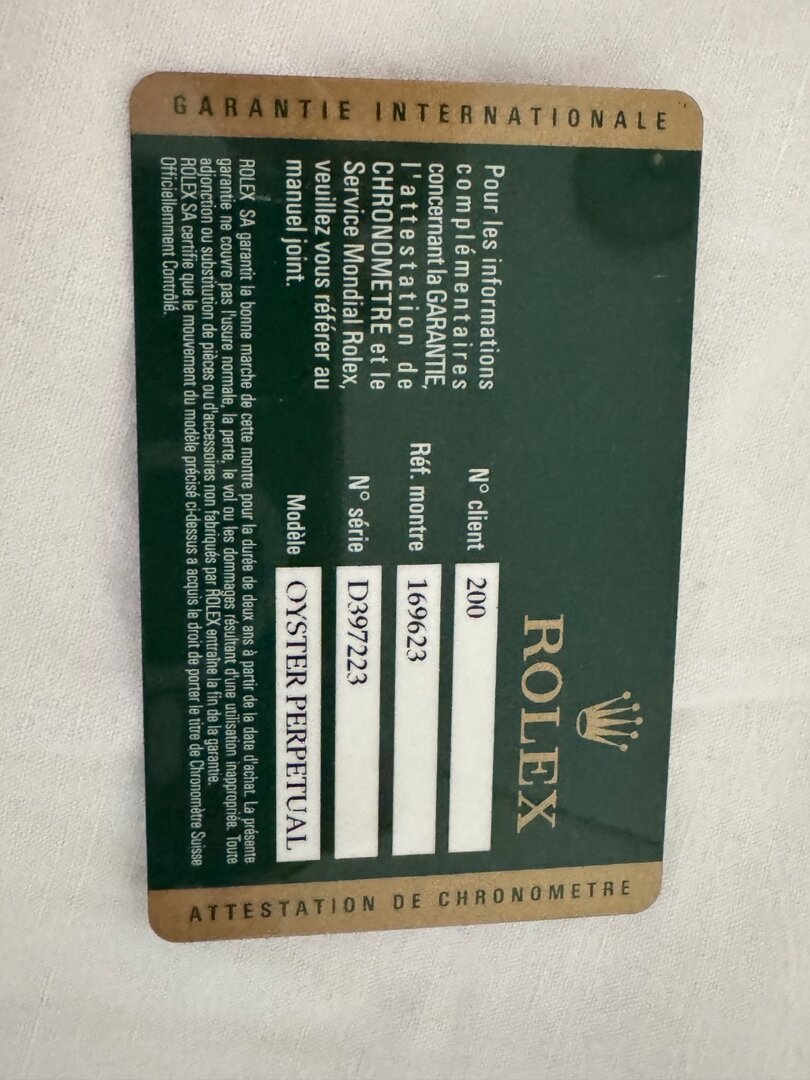 GARANTIE INTERNATIONALE
ROLEX
Pour les informations
complémentaires
concernant la GARANTIE,
l'attestation de
CHRONOMETRE et le
Service Mondial Rolex,
veuillez vous référer au
manuel joint.
N° client 200
Réf. montre 169623
N° série D397223
Modèle OYSTER PERPETUAL
ROLEX SA garantit la bonne marche de cette montre pour la durée de deux ans à partir de la date d'achat. La présente
garantie ne couvre pas l'usure normale, la perte, le vol ou les dommages résultant d'une utilisation inappropriée. Toute
adjonction ou substitution de pièces ou d'accessoires non fabriqués par ROLEX entraîne la fin de la garantie.
ROLEX SA certifie que le mouvement du modèle précisé ci-dessus a acquis le droit de porter le titre de Chronomètre Suisse
Officiellemment Contrôlé.
ATTESTATION DE CHRONOMETRE